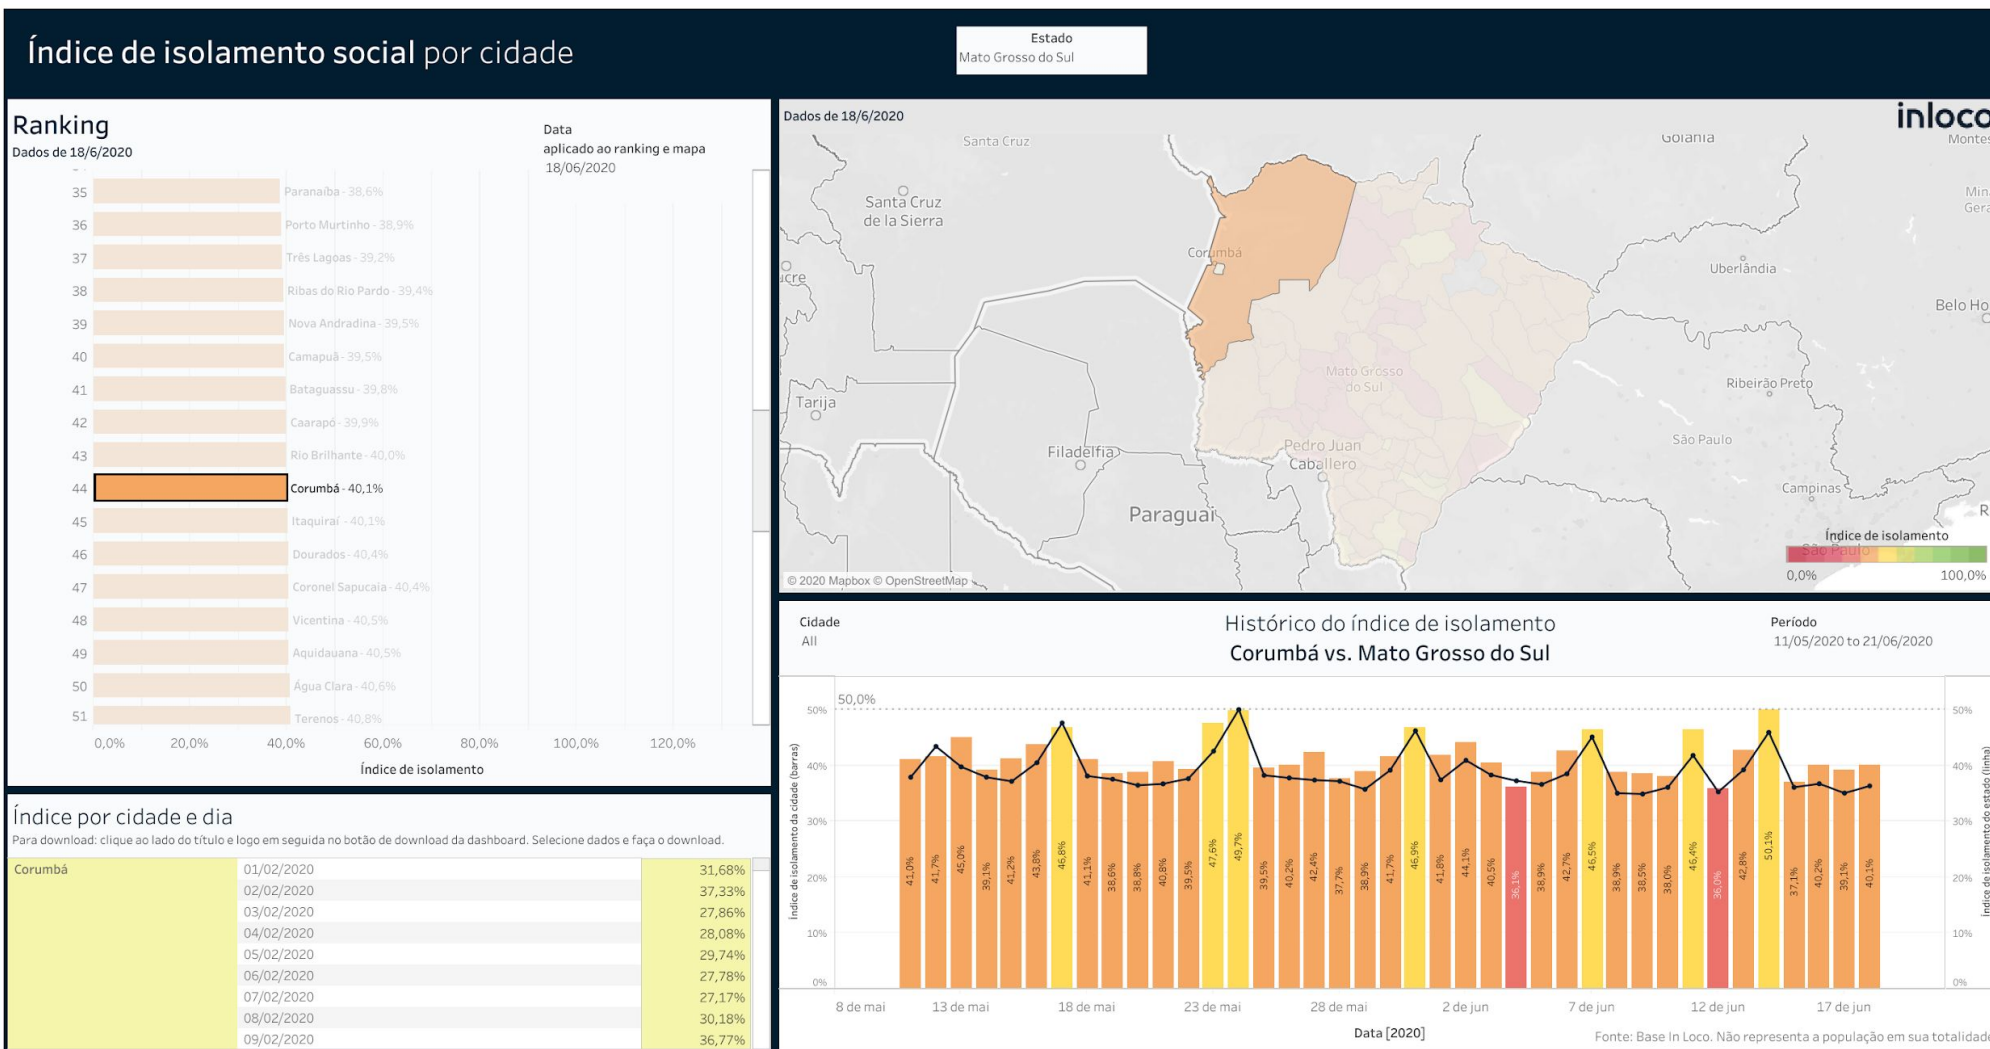 Índice de isolamento social por cidade
Estado
Mato Grosso do Sul
Ranking
Dados de 18/6/2020
Data
aplicado ao ranking e mapa
18/06/2020
35 Paranaíba - 38,6%
36 Porto Murtinho - 38,9%
37 Três Lagoas - 39,2%
38 Ribas do Rio Pardo - 39,4%
39 Nova Andradina - 39,5%
40 Camapuã - 39,5%
41 Bataguassu - 39,8%
42 Caarapó - 39,9%
43 Rio Brilhante - 40,0%
44 Corumbá - 40,1%
45 Itaquiraí - 40,1%
46 Dourados - 40,4%
47 Coronel Sapucaia - 40,4%
48 Vicentina - 40,5%
49 Aquidauana - 40,5%
50 Água Clara - 40,6%
51 Terenos - 40,8%
0,0% 20,0% 40,0% 60,0% 80,0% 100,0% 120,0%
Índice de isolamento
Índice por cidade e dia
Para download: clique ao lado do título e logo em seguida no botão de download da dashboard. Selecione dados e faça o download.
Corumbá 01/02/2020 31,68%
02/02/2020 37,33%
03/02/2020 27,86%
04/02/2020 28,08%
05/02/2020 29,74%
06/02/2020 27,78%
07/02/2020 27,17%
08/02/2020 30,18%
09/02/2020 36,77%
Dados de 18/6/2020
inloco
Santa Cruz
Goiânia
Montes
Santa Cruz
de la Sierra
Min
Gera
Corumbá
ucre
Uberlândia
Belo Ho
Mato Grosso
do Sul
Ribeirão Preto
Tarija
São Paulo
Filadélfia
Pedro Juan
Caballero
Campinas
Paraguai
R
Índice de isolamento
São Paulo
0,0% 100,0%
© 2020 Mapbox © OpenStreetMap
Cidade
All
Histórico do índice de isolamento
Corumbá vs. Mato Grosso do Sul
Período
11/05/2020 to 21/06/2020
50,0%
Índice de isolamento da cidade (barras)
50%
40%
30%
20%
10%
0%
41,0% 41,7% 45,0% 39,1% 41,2% 43,8% 46,8% 41,1% 38,6% 38,8% 40,8% 39,5% 47,6% 49,7% 39,5% 40,2% 42,4% 37,7% 38,9% 41,7% 46,9% 41,8% 44,1% 40,5% 36,1% 38,9% 42,7% 46,5% 38,9% 38,5% 38,0% 46,4% 36,0% 42,8% 50,1% 37,1% 40,2% 39,1% 40,1%
50%
40%
30%
20%
10%
0%
Índice de isolamento do estado (linha)
8 de mai 13 de mai 18 de mai 23 de mai 28 de mai 2 de jun 7 de jun 12 de jun 17 de jun
Data [2020]
Fonte: Base In Loco. Não representa a população em sua totalidade